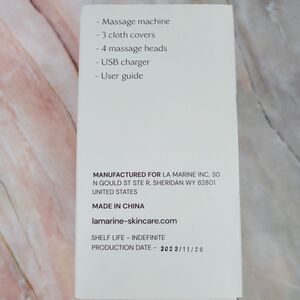 - Massage machine
- 3 cloth covers
- 4 massage heads
- USB charger
- User guide
MANUFACTURED FOR LA MARINE INC, 30
N GOULD ST STE R, SHERIDAN WY 82801
UNITED STATES
MADE IN CHINA
lamarine-skincare.com
SHELF LIFE - INDEFINITE
PRODUCTION DATE - 2023/11/28